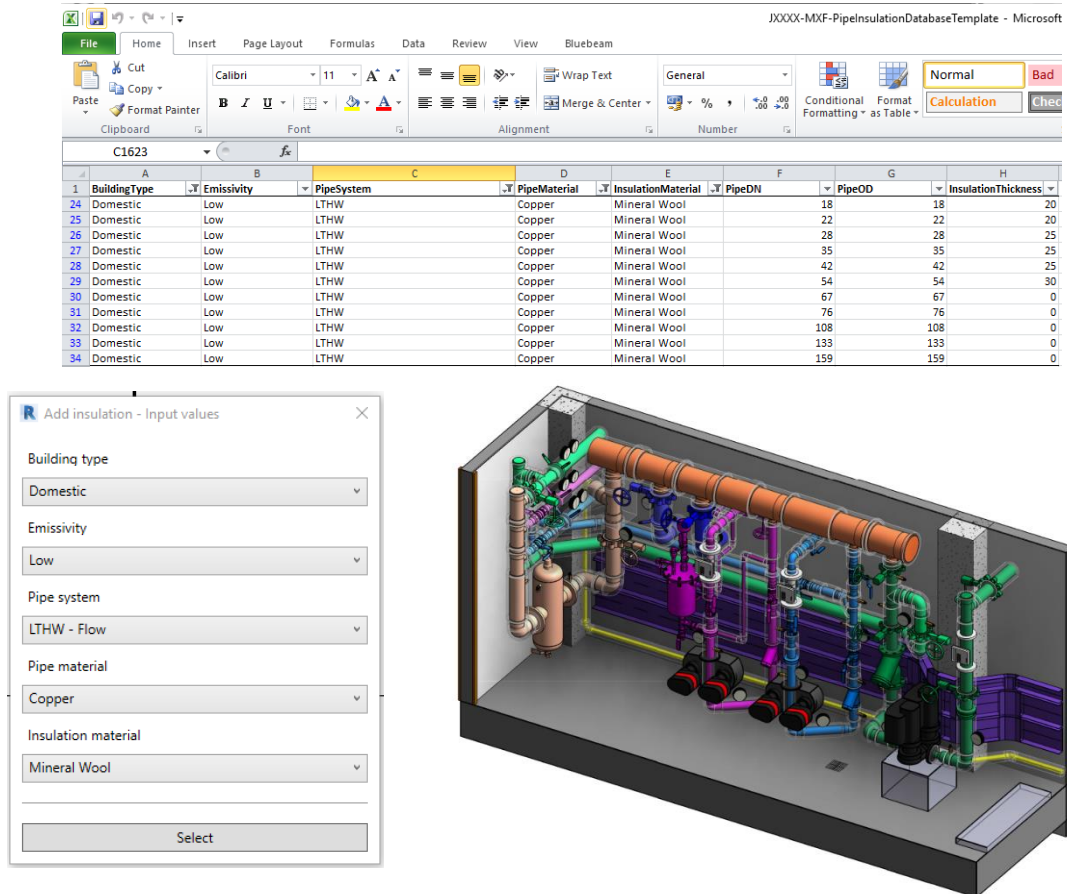 JXXXX-MXF-PipeInsulationDatabaseTemplate - Microsoft
File Home Insert Page Layout Formulas Data Review View Bluebeam
Cut
Copy
Format Painter
Paste
Clipboard
Calibri 11 A A
B I U A
Font
Wrap Text
Merge & Center
Alignment
General
% , .0 .00 .00 .0
Number
Conditional Formatting
Format as Table
Normal Bad
Calculation Chec
C1623 fx
A B C D E F G H
1 BuildingType Emissivity PipeSystem PipeMaterial InsulationMaterial PipeDN PipeOD InsulationThickness
24 Domestic Low LTHW Copper Mineral Wool 18 18 20
25 Domestic Low LTHW Copper Mineral Wool 22 22 20
26 Domestic Low LTHW Copper Mineral Wool 28 28 25
27 Domestic Low LTHW Copper Mineral Wool 35 35 25
28 Domestic Low LTHW Copper Mineral Wool 42 42 25
29 Domestic Low LTHW Copper Mineral Wool 54 54 30
30 Domestic Low LTHW Copper Mineral Wool 67 67 0
31 Domestic Low LTHW Copper Mineral Wool 76 76 0
32 Domestic Low LTHW Copper Mineral Wool 108 108 0
33 Domestic Low LTHW Copper Mineral Wool 133 133 0
34 Domestic Low LTHW Copper Mineral Wool 159 159 0
R Add insulation - Input values
Building type
Domestic
Emissivity
Low
Pipe system
LTHW - Flow
Pipe material
Copper
Insulation material
Mineral Wool
Select